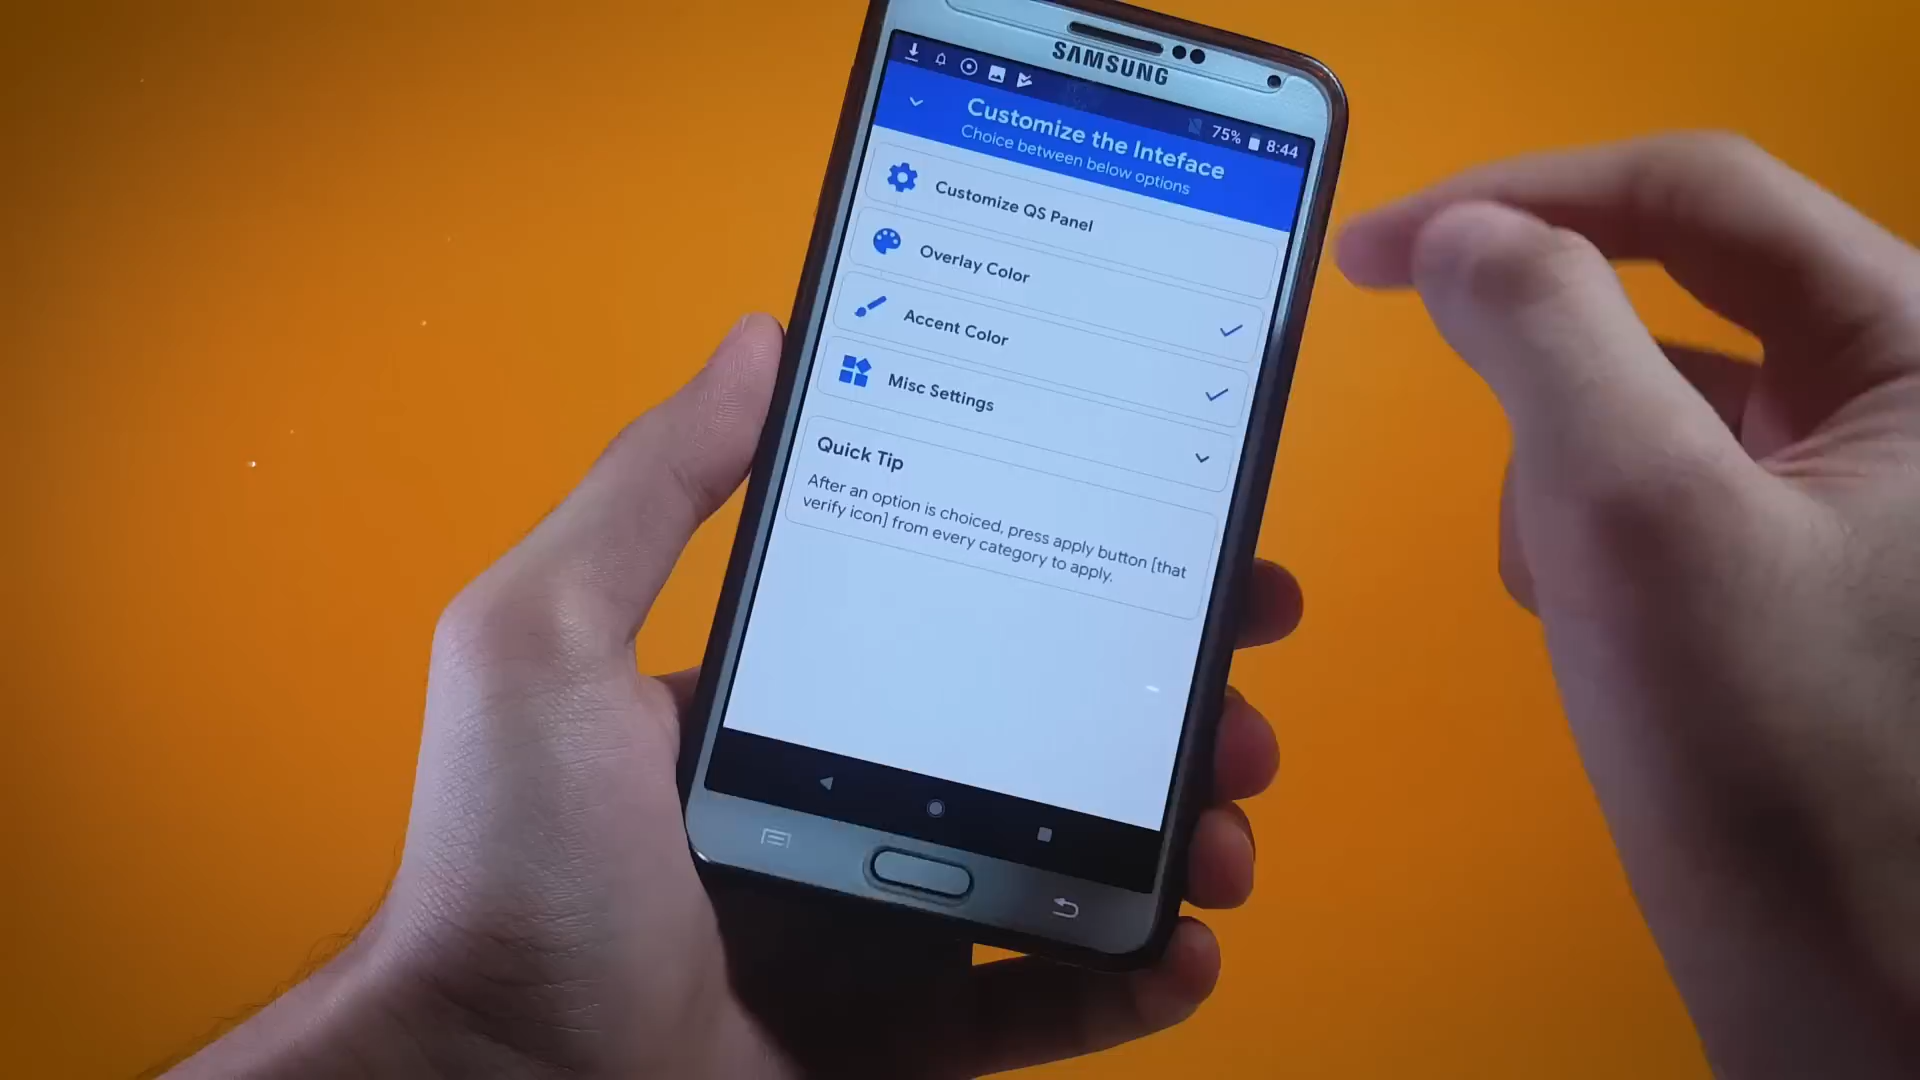 SAMSUNG
75% 8:44
Customize the Inteface
Choice between below options
Customize QS Panel
Overlay Color
Accent Color
Misc Settings
Quick Tip
After an option is choiced, press apply button [that
verify icon] from every category to apply.